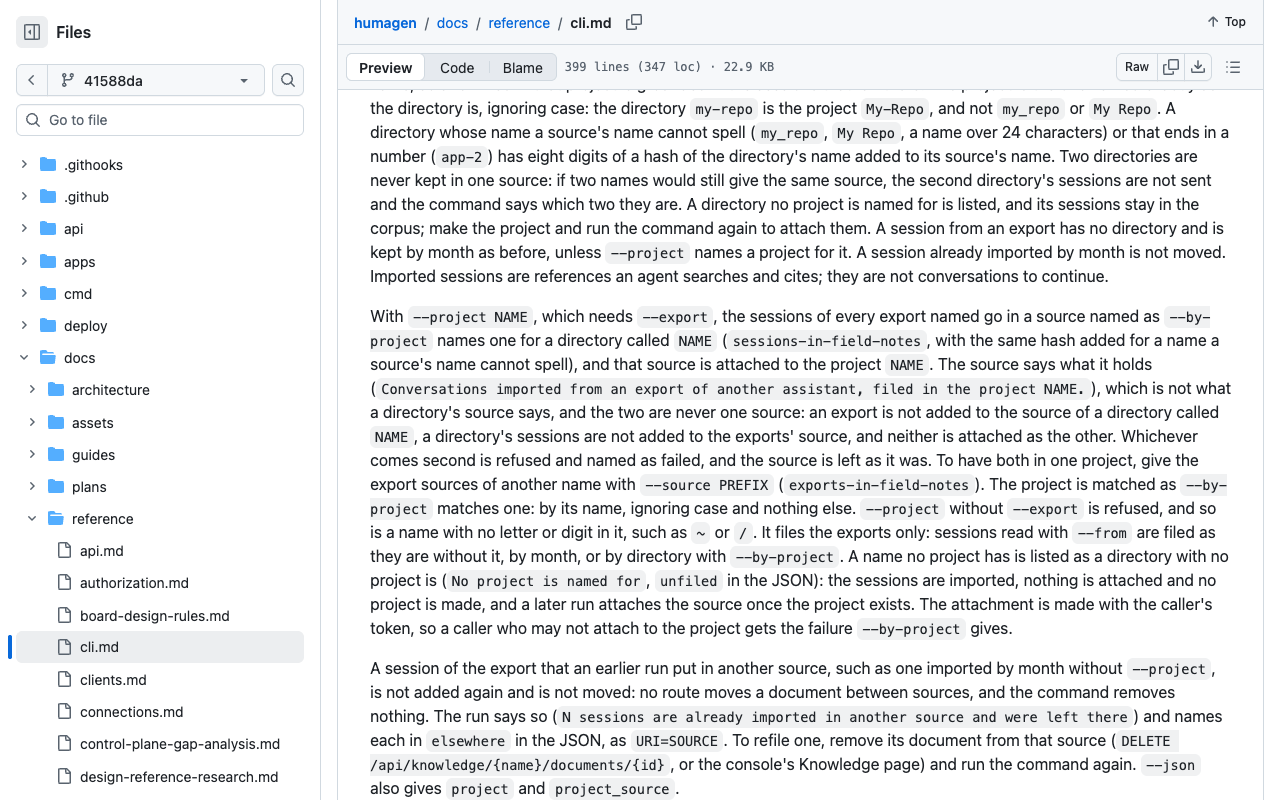 Files
41588da
Go to file
.githooks
.github
api
apps
cmd
deploy
docs
architecture
assets
guides
plans
reference
api.md
authorization.md
board-design-rules.md
cli.md
clients.md
connections.md
control-plane-gap-analysis.md
design-reference-research.md
humagen / docs / reference / cli.md
Top
Preview Code Blame 399 lines (347 loc) · 22.9 KB
Raw
the directory is, ignoring case: the directory my-repo is the project My-Repo, and not my_repo or My Repo. A
directory whose name a source's name cannot spell (my_repo, My Repo, a name over 24 characters) or that ends in a
number (app-2) has eight digits of a hash of the directory's name added to its source's name. Two directories are
never kept in one source: if two names would still give the same source, the second directory's sessions are not sent
and the command says which two they are. A directory no project is named for is listed, and its sessions stay in the
corpus; make the project and run the command again to attach them. A session from an export has no directory and is
kept by month as before, unless --project names a project for it. A session already imported by month is not moved.
Imported sessions are references an agent searches and cites; they are not conversations to continue.
With --project NAME, which needs --export, the sessions of every export named go in a source named as --by-
project names one for a directory called NAME (sessions-in-field-notes, with the same hash added for a name a
source's name cannot spell), and that source is attached to the project NAME. The source says what it holds
(Conversations imported from an export of another assistant, filed in the project NAME.), which is not what
a directory's source says, and the two are never one source: an export is not added to the source of a directory called
NAME, a directory's sessions are not added to the exports' source, and neither is attached as the other. Whichever
comes second is refused and named as failed, and the source is left as it was. To have both in one project, give the
export sources of another name with --source PREFIX (exports-in-field-notes). The project is matched as --by-
project matches one: by its name, ignoring case and nothing else. --project without --export is refused, and so
is a name with no letter or digit in it, such as ~ or /. It files the exports only: sessions read with --from are filed as
they are without it, by month, or by directory with --by-project. A name no project has is listed as a directory with no
project is (No project is named for, unfiled in the JSON): the sessions are imported, nothing is attached and no
project is made, and a later run attaches the source once the project exists. The attachment is made with the caller's
token, so a caller who may not attach to the project gets the failure --by-project gives.
A session of the export that an earlier run put in another source, such as one imported by month without --project,
is not added again and is not moved: no route moves a document between sources, and the command removes
nothing. The run says so (N sessions are already imported in another source and were left there) and names
each in elsewhere in the JSON, as URI=SOURCE. To refile one, remove its document from that source (DELETE
/api/knowledge/{name}/documents/{id}, or the console's Knowledge page) and run the command again. --json
also gives project and project_source.